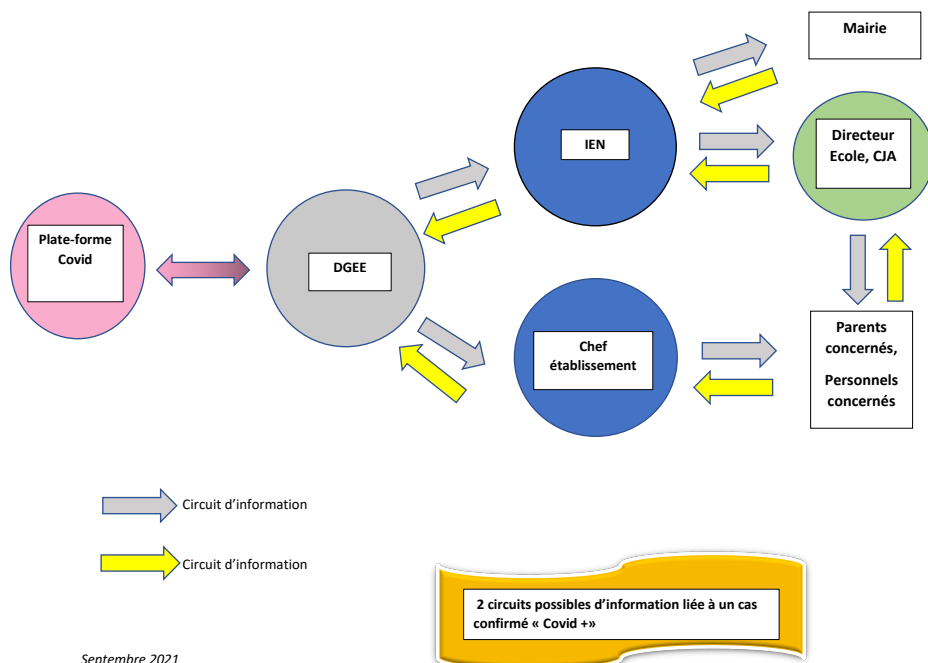 Mairie
IEN
Directeur
Ecole, CJA
Plate-forme
Covid
DGEE
Chef
établissement
Parents
concernés,
Personnels
concernés
Circuit d'information
Circuit d'information
2 circuits possibles d'information liée à un cas
confirmé « Covid +»
Septembre 2021